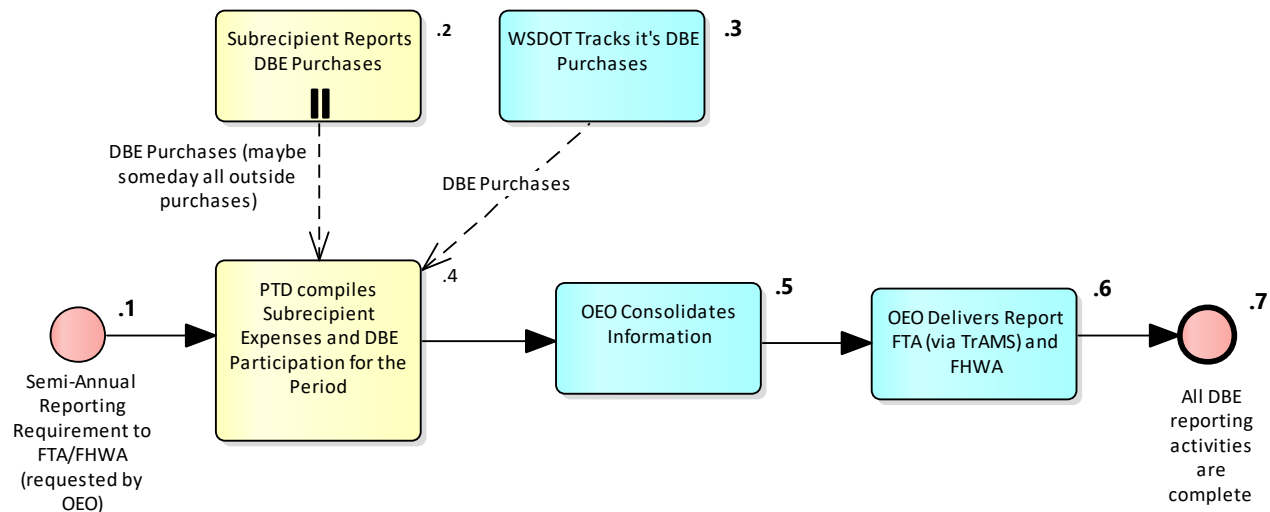 Subrecipient Reports
DBE Purchases
.2
WSDOT Tracks it's DBE
Purchases
.3
DBE Purchases (maybe
someday all outside
purchases)
DBE Purchases
.1
Semi-Annual
Reporting
Requirement to
FTA/FHWA
(requested by
OEO)
PTD compiles
Subrecipient
Expenses and DBE
Participation for the
Period
.4
OEO Consolidates
Information
.5
OEO Delivers Report
FTA (via TrAMS) and
FHWA
.6
.7
All DBE
reporting
activities
are
complete